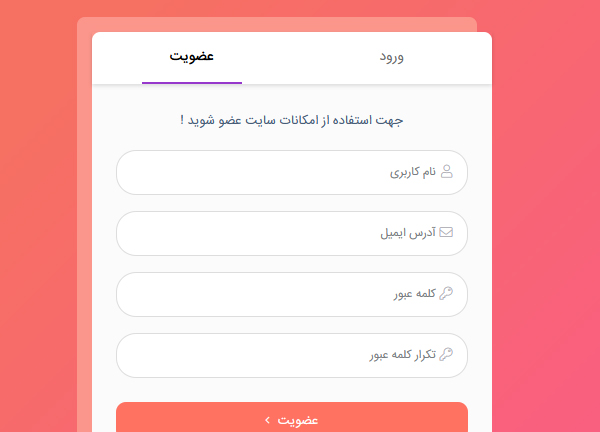 ورود
عضویت
جهت استفاده از امکانات سایت عضو شوید !
نام کاربری
آدرس ایمیل
کلمه عبور
تکرار کلمه عبور
عضویت